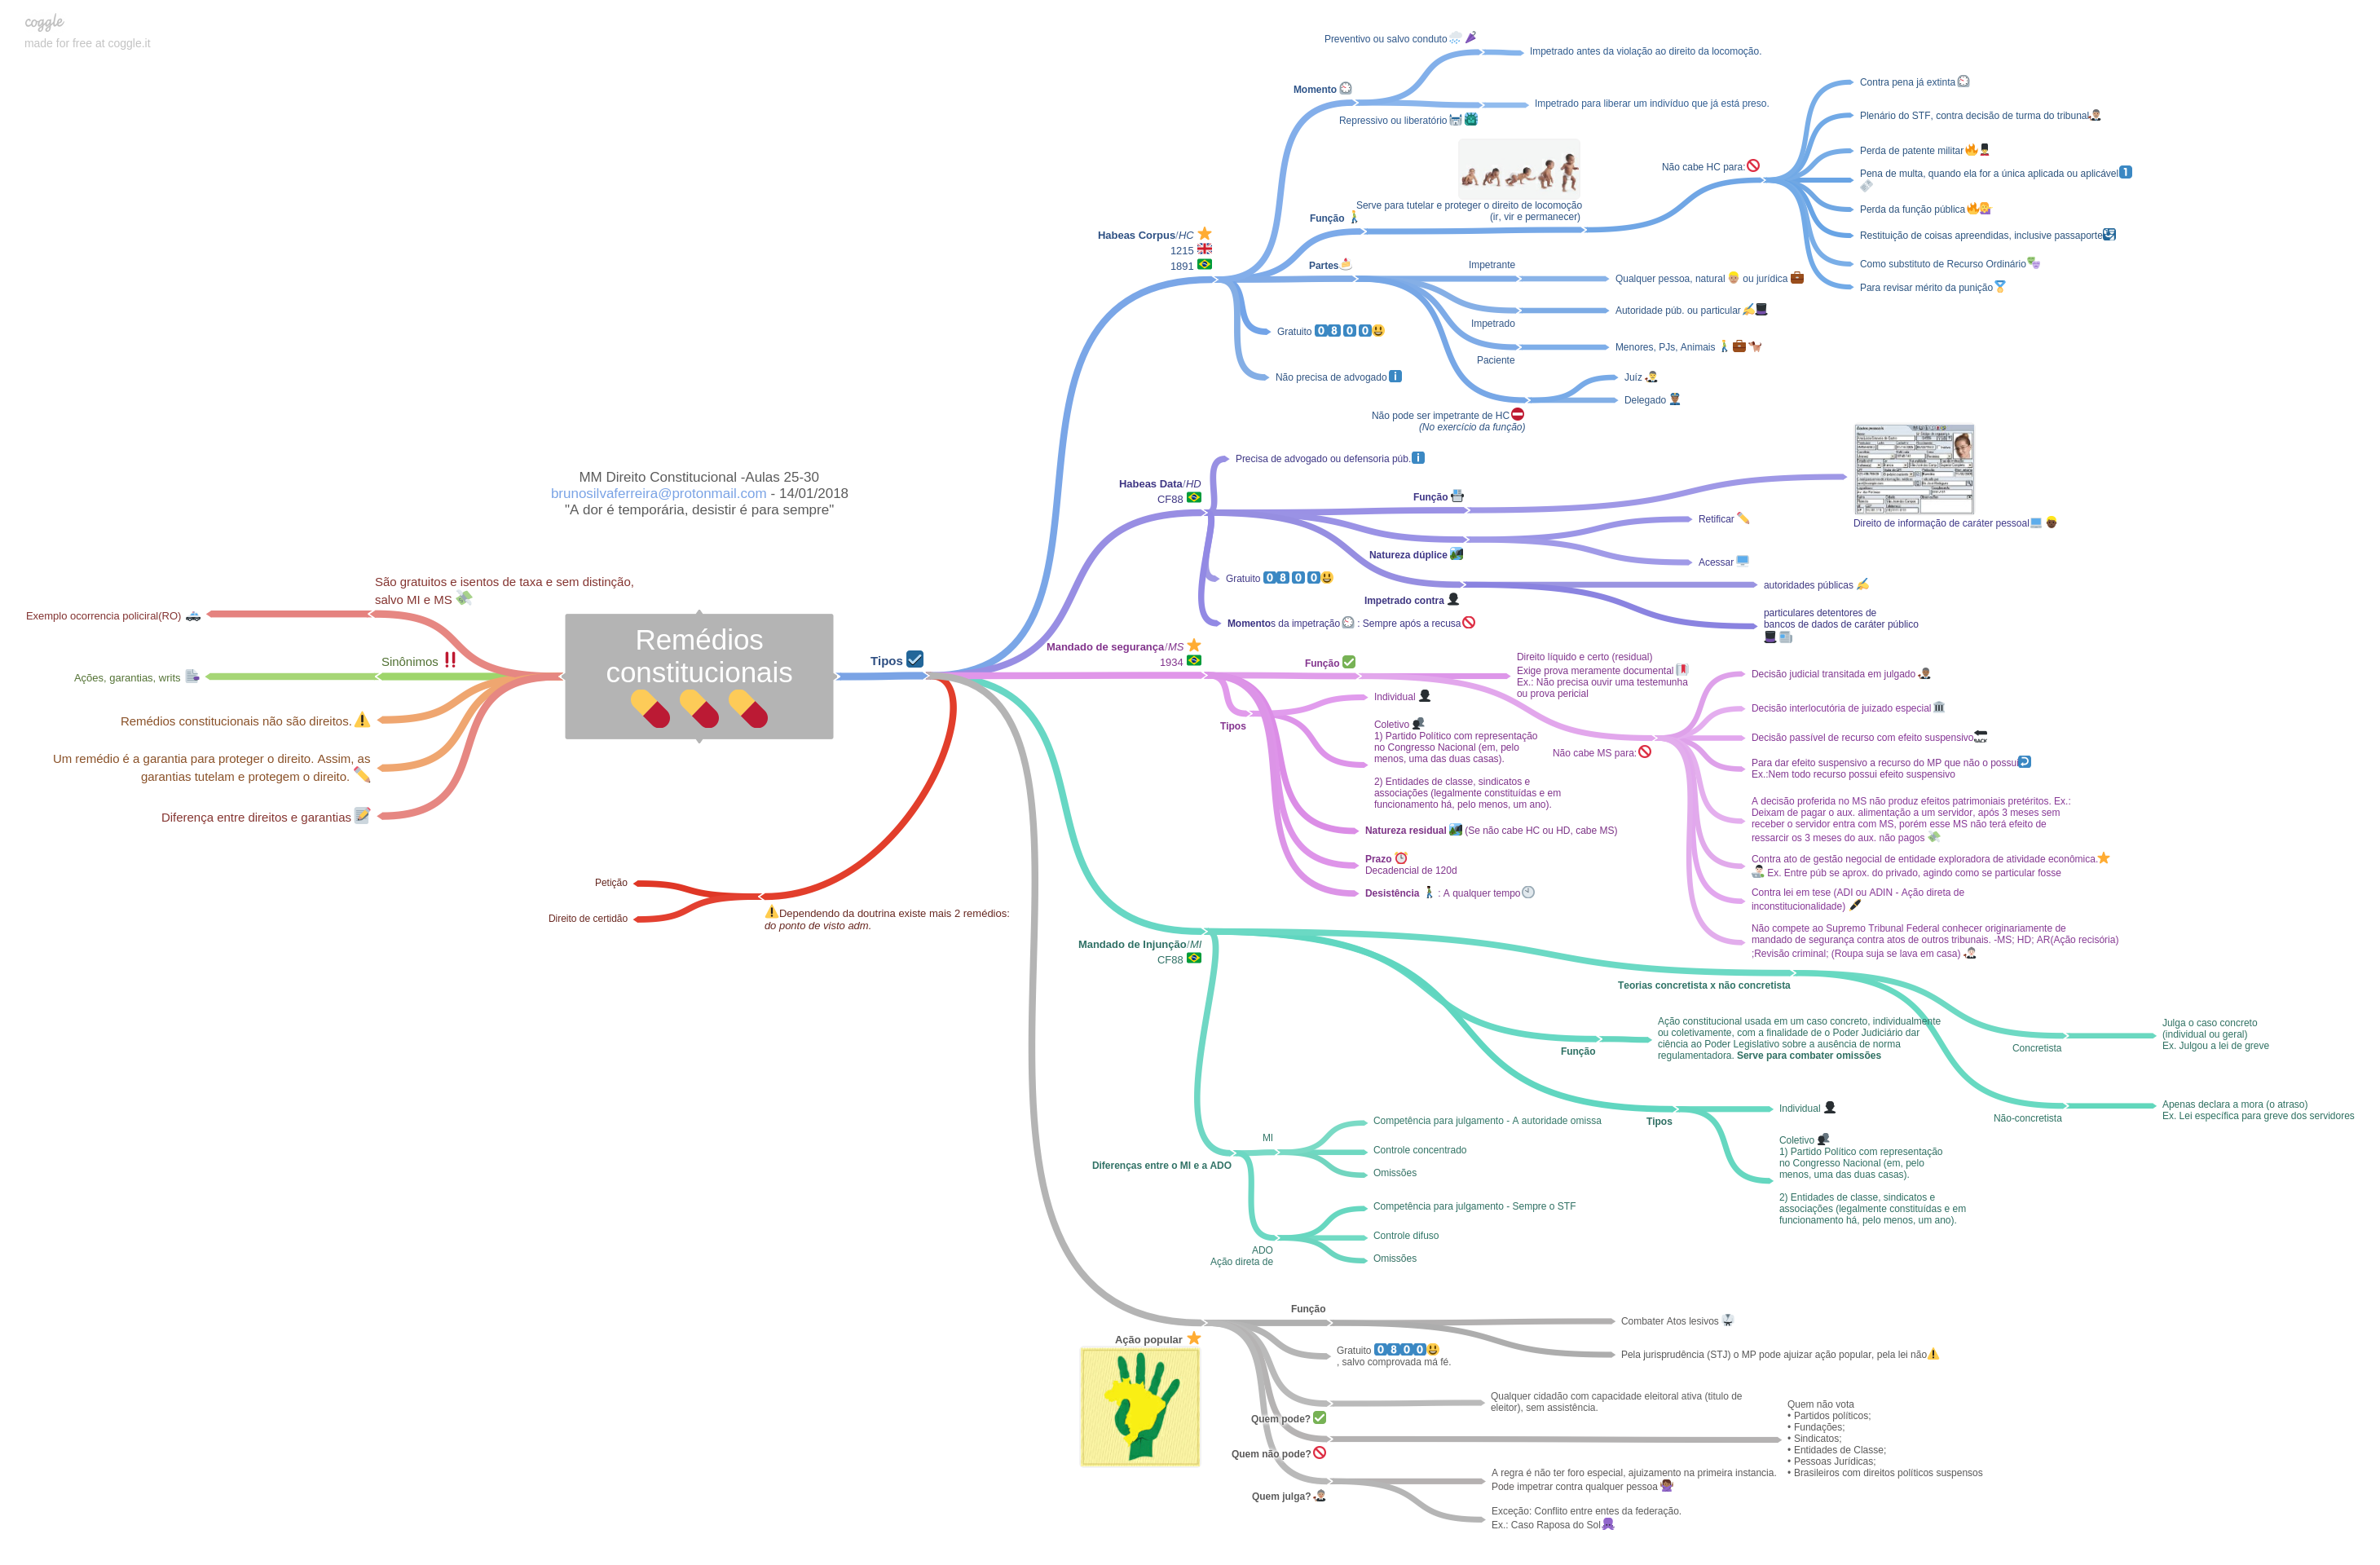 coggle
made for free at coggle.it
MM Direito Constitucional -Aulas 25-30
brunosilvaferreira@protonmail.com - 14/01/2018
"A dor é temporária, desistir é para sempre"
Remédios
constitucionais
São gratuitos e isentos de taxa e sem distinção,
salvo MI e MS
Exemplo ocorrencia policiral(RO)
Sinônimos
Ações, garantias, writs
Remédios constitucionais não são direitos.
Um remédio é a garantia para proteger o direito. Assim, as
garantias tutelam e protegem o direito.
Diferença entre direitos e garantias
Tipos
Habeas Corpus/HC
1215
1891
Momento
Preventivo ou salvo conduto
Impetrado antes da violação ao direito da locomoção.
Repressivo ou liberatório
Impetrado para liberar um indivíduo que já está preso.
Função
Serve para tutelar e proteger o direito de locomoção
(ir, vir e permanecer)
Não cabe HC para:
Contra pena já extinta
Plenário do STF, contra decisão de turma do tribunal
Perda de patente militar
Pena de multa, quando ela for a única aplicada ou aplicável
Perda da função pública
Restituição de coisas apreendidas, inclusive passaporte
Como substituto de Recurso Ordinário
Para revisar mérito da punição
Partes
Impetrante
Qualquer pessoa, natural ou jurídica
Impetrado
Autoridade púb. ou particular
Paciente
Menores, PJs, Animais
Não pode ser impetrante de HC
(No exercício da função)
Juíz
Delegado
Gratuito 0800
Não precisa de advogado
Habeas Data/HD
CF88
Precisa de advogado ou defensoria púb.
Função
Direito de informação de caráter pessoal
Natureza dúplice
Retificar
Acessar
Impetrado contra
autoridades públicas
particulares detentores de
bancos de dados de caráter público
Gratuito 0800
Momentos da impetração : Sempre após a recusa
Mandado de segurança/MS
1934
Função
Direito líquido e certo (residual)
Exige prova meramente documental
Ex.: Não precisa ouvir uma testemunha
ou prova pericial
Não cabe MS para:
Decisão judicial transitada em julgado
Decisão interlocutória de juizado especial
Decisão passível de recurso com efeito suspensivo
Para dar efeito suspensivo a recurso do MP que não o possu
Ex.:Nem todo recurso possui efeito suspensivo
A decisão proferida no MS não produz efeitos patrimoniais pretéritos. Ex.:
Deixam de pagar o aux. alimentação a um servidor, após 3 meses sem
receber o servidor entra com MS, porém esse MS não terá efeito de
ressarcir os 3 meses do aux. não pagos
Contra ato de gestão negocial de entidade exploradora de atividade econômica.
Ex. Entre púb se aprox. do privado, agindo como se particular fosse
Contra lei em tese (ADI ou ADIN - Ação direta de
inconstitucionalidade)
Não compete ao Supremo Tribunal Federal conhecer originariamente de
mandado de segurança contra atos de outros tribunais. -MS; HD; AR(Ação recisória)
;Revisão criminal; (Roupa suja se lava em casa)
Tipos
Individual
Coletivo
1) Partido Político com representação
no Congresso Nacional (em, pelo
menos, uma das duas casas).
2) Entidades de classe, sindicatos e
associações (legalmente constituídas e em
funcionamento há, pelo menos, um ano).
Natureza residual (Se não cabe HC ou HD, cabe MS)
Prazo
Decadencial de 120d
Desistência : A qualquer tempo
Mandado de Injunção/MI
CF88
Teorias concretista x não concretista
Concretista
Julga o caso concreto
(individual ou geral)
Ex. Julgou a lei de greve
Não-concretista
Apenas declara a mora (o atraso)
Ex. Lei específica para greve dos servidores
Função
Ação constitucional usada em um caso concreto, individualmente
ou coletivamente, com a finalidade de o Poder Judiciário dar
ciência ao Poder Legislativo sobre a ausência de norma
regulamentadora. Serve para combater omissões
Tipos
Individual
Coletivo
1) Partido Político com representação
no Congresso Nacional (em, pelo
menos, uma das duas casas).
2) Entidades de classe, sindicatos e
associações (legalmente constituídas e em
funcionamento há, pelo menos, um ano).
Diferenças entre o MI e a ADO
MI
Competência para julgamento - A autoridade omissa
Controle concentrado
Omissões
ADO
Ação direta de
Competência para julgamento - Sempre o STF
Controle difuso
Omissões
Ação popular
Função
Combater Atos lesivos
Pela jurisprudência (STJ) o MP pode ajuizar ação popular, pela lei não
Gratuito 0800
, salvo comprovada má fé.
Quem pode?
Qualquer cidadão com capacidade eleitoral ativa (titulo de
eleitor), sem assistência.
Quem não pode?
Quem não vota
• Partidos políticos;
• Fundações;
• Sindicatos;
• Entidades de Classe;
• Pessoas Jurídicas;
• Brasileiros com direitos políticos suspensos
Quem julga?
A regra é não ter foro especial, ajuizamento na primeira instancia.
Pode impetrar contra qualquer pessoa
Exceção: Conflito entre entes da federação.
Ex.: Caso Raposa do Sol
Dependendo da doutrina existe mais 2 remédios:
do ponto de visto adm.
Petição
Direito de certidão